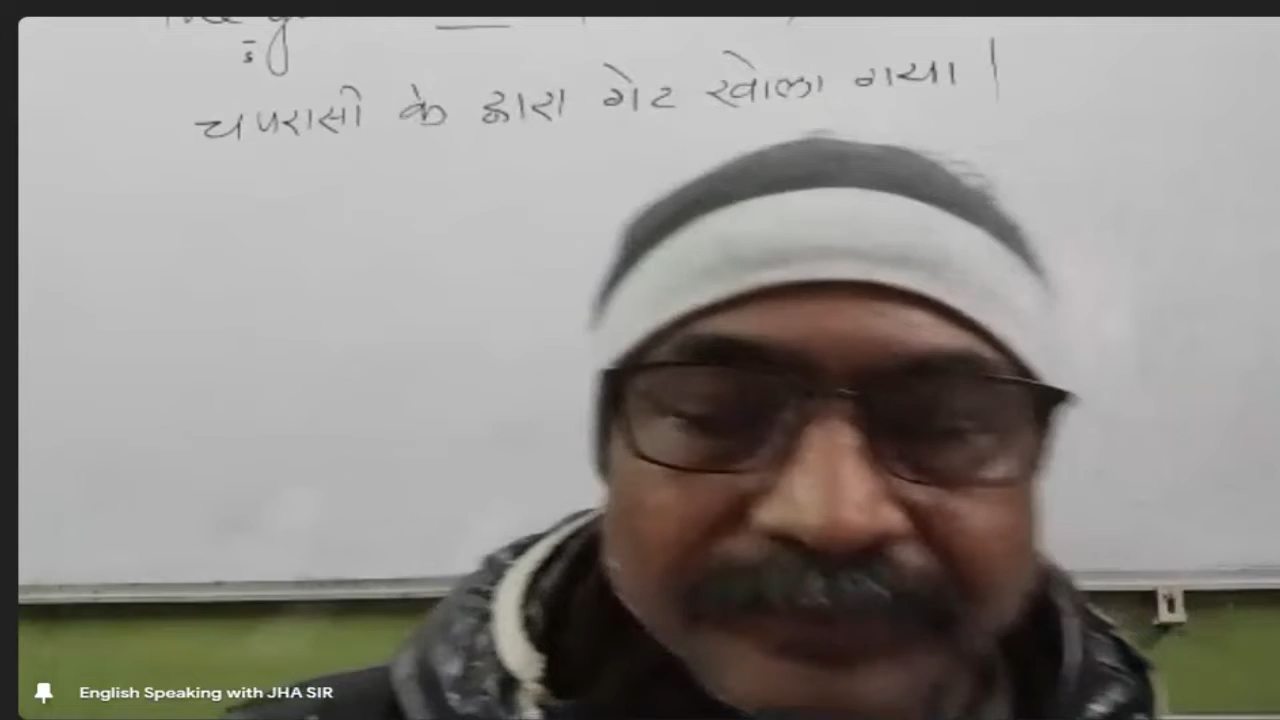 चपरासी के द्वारा गेट खोला गया |
English Speaking with JHA SIR